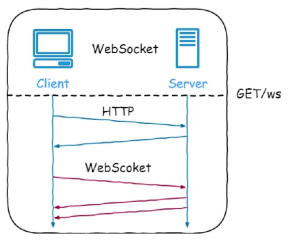 WebSocket
Client
Server
GET/ws
HTTP
WebScoket